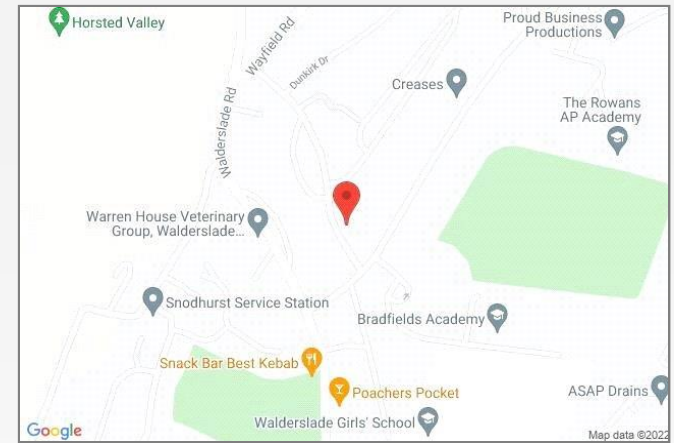 Horsted Valley
Proud Business
Productions
Wayfield Rd
Dunkirk Dr
Creases
Walderslade Rd
The Rowans
AP Academy
Warren House Veterinary
Group, Walderslade...
Snodhurst Service Station
Bradfields Academy
Snack Bar Best Kebab
Poachers Pocket
ASAP Drains
Walderslade Girls' School
Google
Map data ©2022